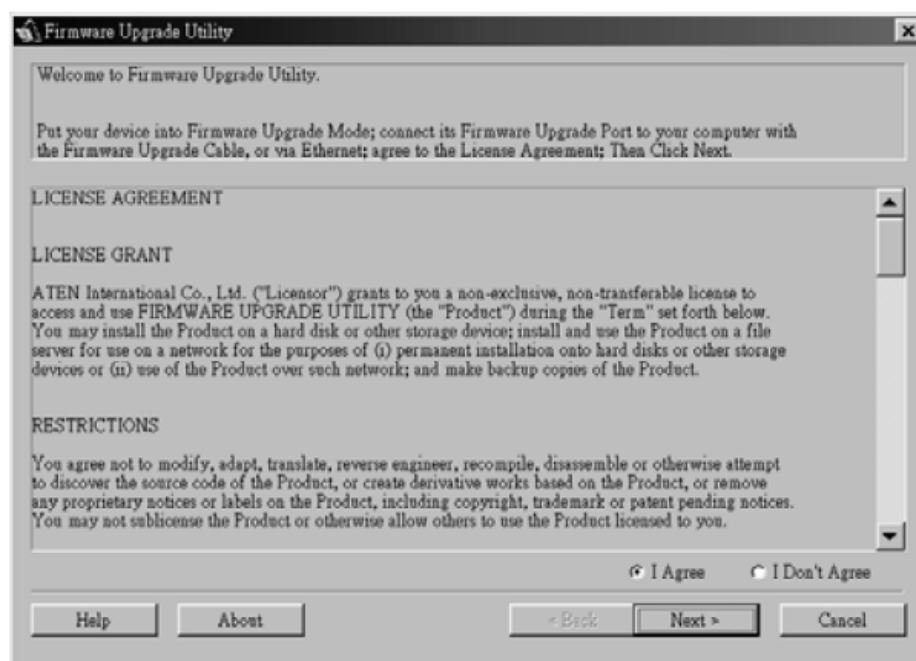 Firmware Upgrade Utility
Welcome to Firmware Upgrade Utility.
Put your device into Firmware Upgrade Mode; connect its Firmware Upgrade Port to your computer with
the Firmware Upgrade Cable, or via Ethernet; agree to the License Agreement; Then Click Next.
LICENSE AGREEMENT
LICENSE GRANT
ATEN International Co., Ltd. ("Licensor") grants to you a non-exclusive, non-transferable license to
access and use FIRMWARE UPGRADE UTILITY (the "Product") during the "Term" set forth below.
You may install the Product on a hard disk or other storage device; install and use the Product on a file
server for use on a network for the purposes of (i) permanent installation onto hard disks or other storage
devices or (ii) use of the Product over such network; and make backup copies of the Product.
RESTRICTIONS
You agree not to modify, adapt, translate, reverse engineer, recompile, disassemble or otherwise attempt
to discover the source code of the Product, or create derivative works based on the Product, or remove
any proprietary notices or labels on the Product, including copyright, trademark or patent pending notices.
You may not sublicense the Product or otherwise allow others to use the Product licensed to you.
I Agree I Don't Agree
Help About < Back Next > Cancel